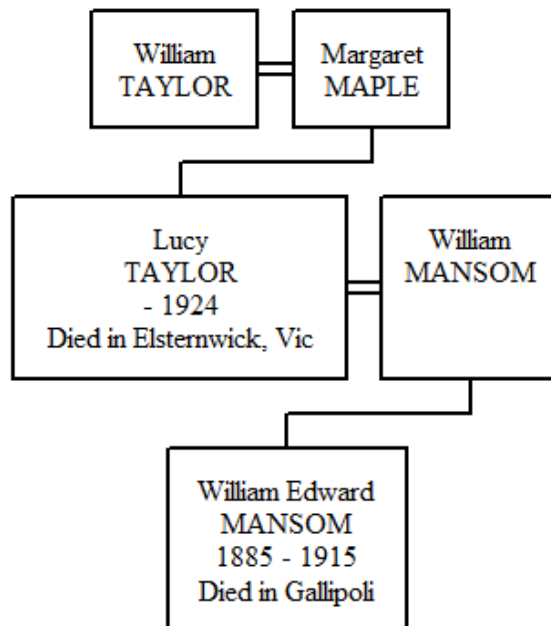 William
TAYLOR
Margaret
MAPLE
Lucy
TAYLOR
- 1924
Died in Elsternwick, Vic
William
MANSOM
William Edward
MANSOM
1885 - 1915
Died in Gallipoli